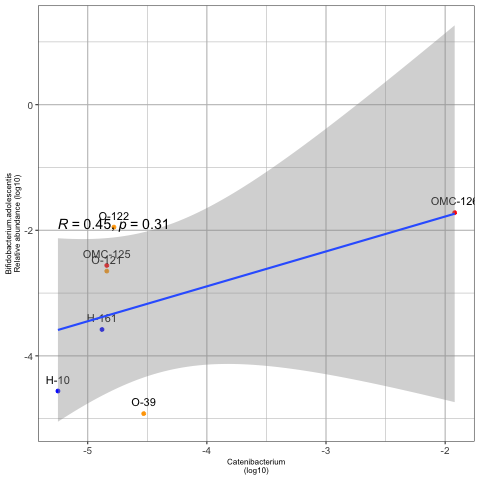 Bifidobacterium.adolescentis
Relative abundance (log10)
0
-2
-4
OMC-126
O-122
R = 0.45, p = 0.31
OMC-125
O-121
H-161
H-10
O-39
-5
-4
-3
-2
Catenibacterium
(log10)